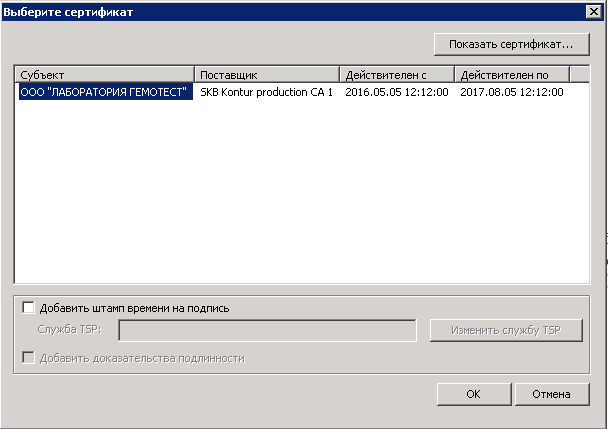 Выберите сертификат
Показать сертификат...
Субъект Поставщик Действителен с Действителен по
ООО "ЛАБОРАТОРИЯ ГЕМОТЕСТ" SKB Kontur production CA 1 2016.05.05 12:12:00 2017.08.05 12:12:00
Добавить штамп времени на подпись
Служба TSP: Изменить службу TSP
Добавить доказательства подлинности
OK Отмена